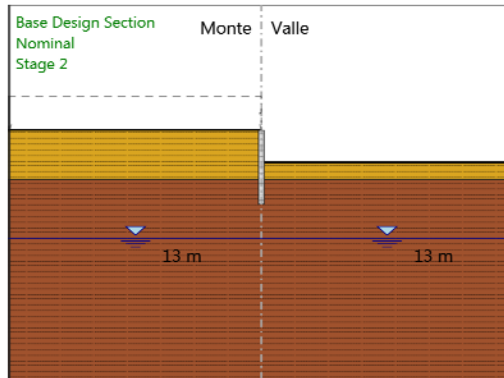 Base Design Section
Nominal
Stage 2
Monte
Valle
13 m
13 m